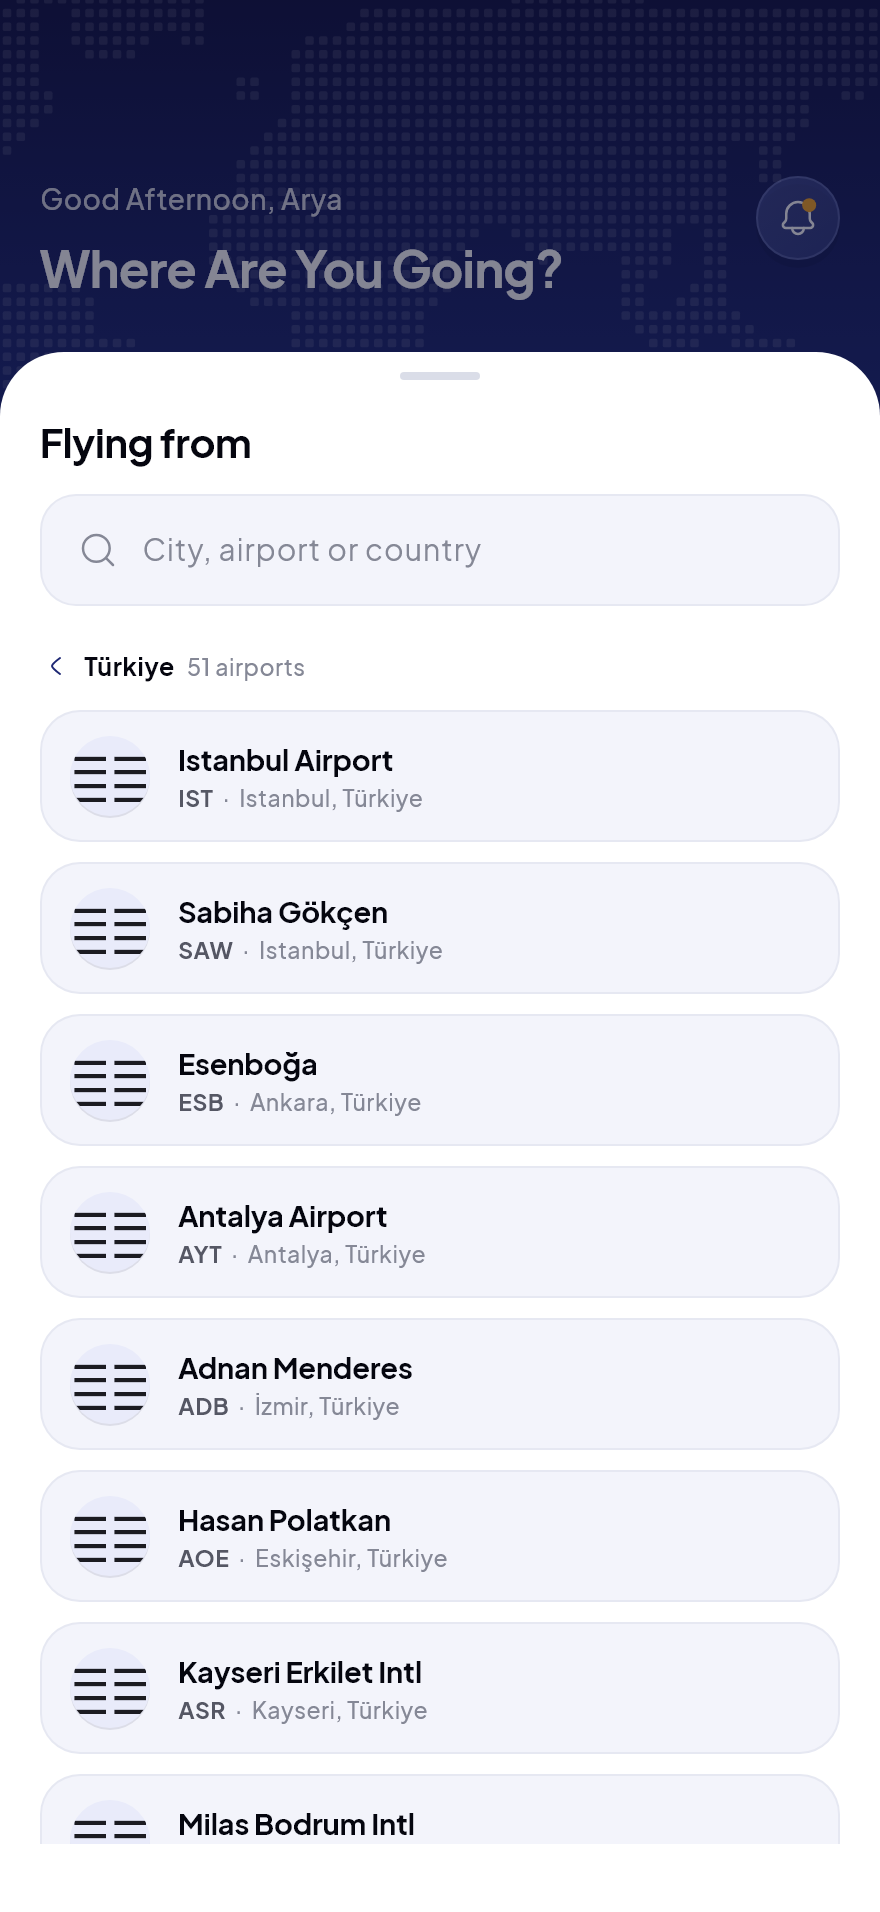 Good Afternoon, Arya
Where Are You Going?
Flying from
City, airport or country
Türkiye 51 airports
Istanbul Airport
IST · Istanbul, Türkiye
Sabiha Gökçen
SAW · Istanbul, Türkiye
Esenboğa
ESB · Ankara, Türkiye
Antalya Airport
AYT · Antalya, Türkiye
Adnan Menderes
ADB · İzmir, Türkiye
Hasan Polatkan
AOE · Eskişehir, Türkiye
Kayseri Erkilet Intl
ASR · Kayseri, Türkiye
Milas Bodrum Intl